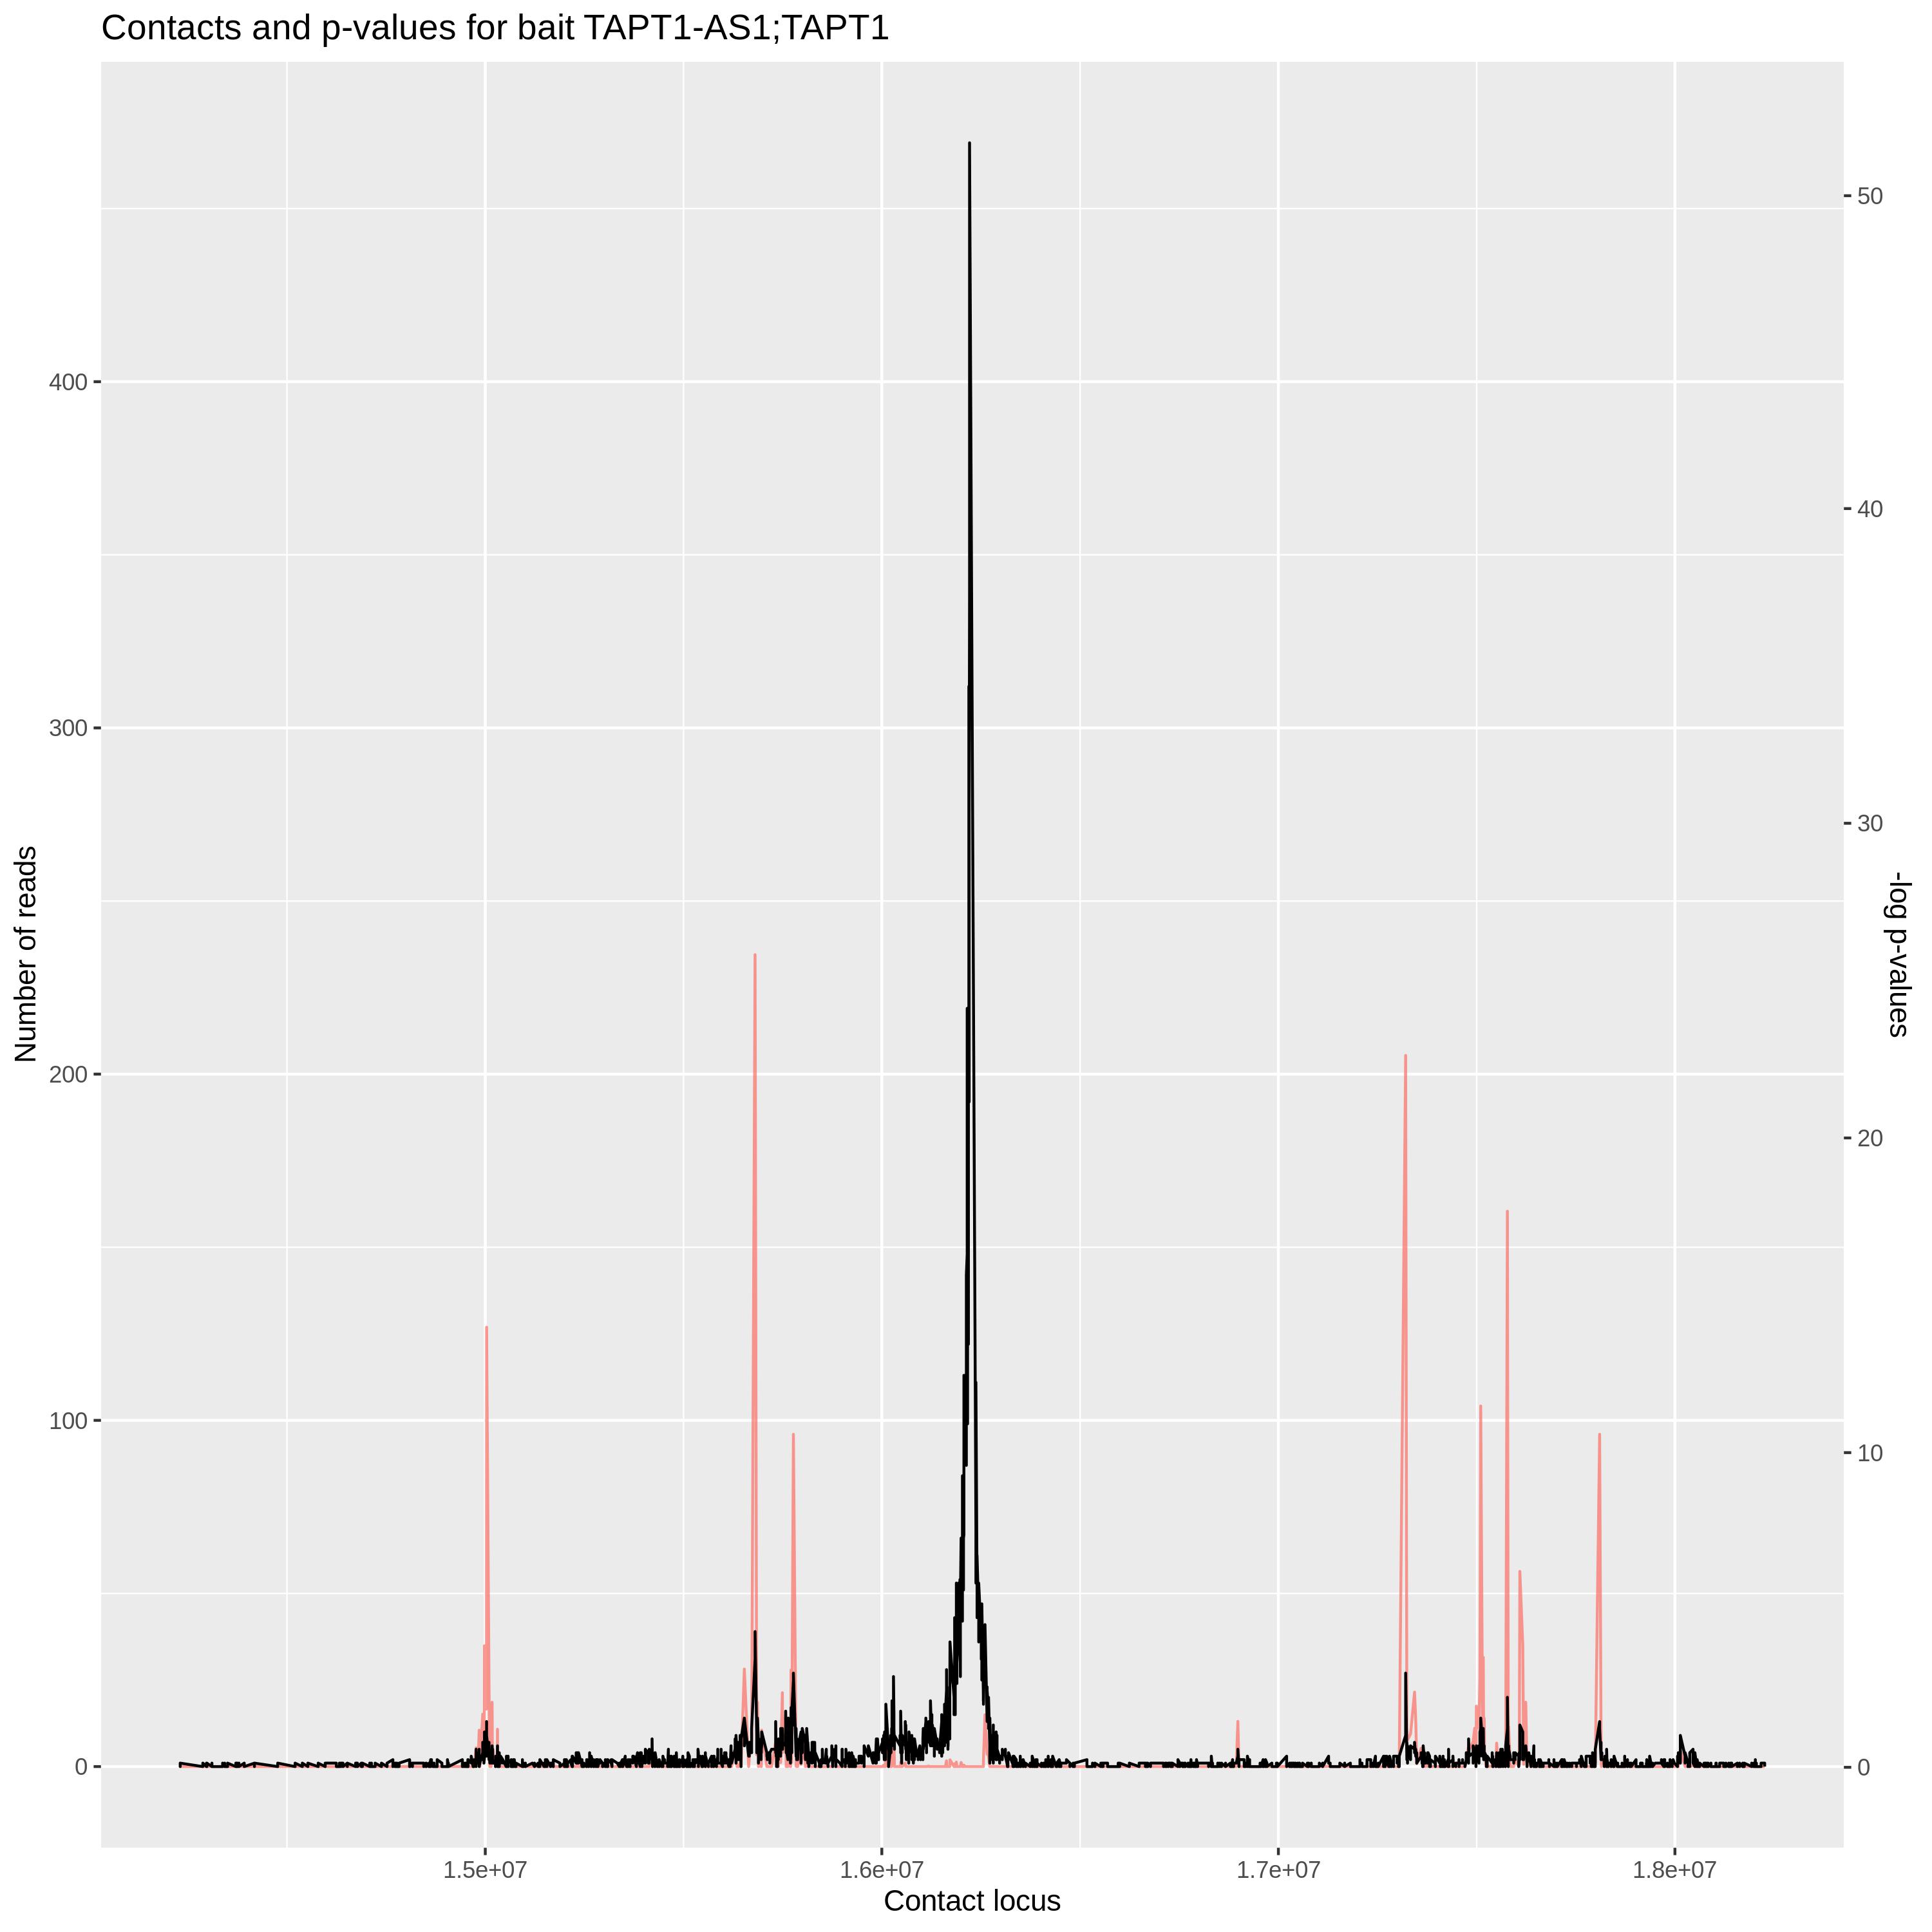 Contacts and p-values for bait TAPT1-AS1;TAPT1
Number of reads
400
300
200
100
0
50
40
30
20
10
0
-log p-values
1.5e+07 1.6e+07 1.7e+07 1.8e+07
Contact locus